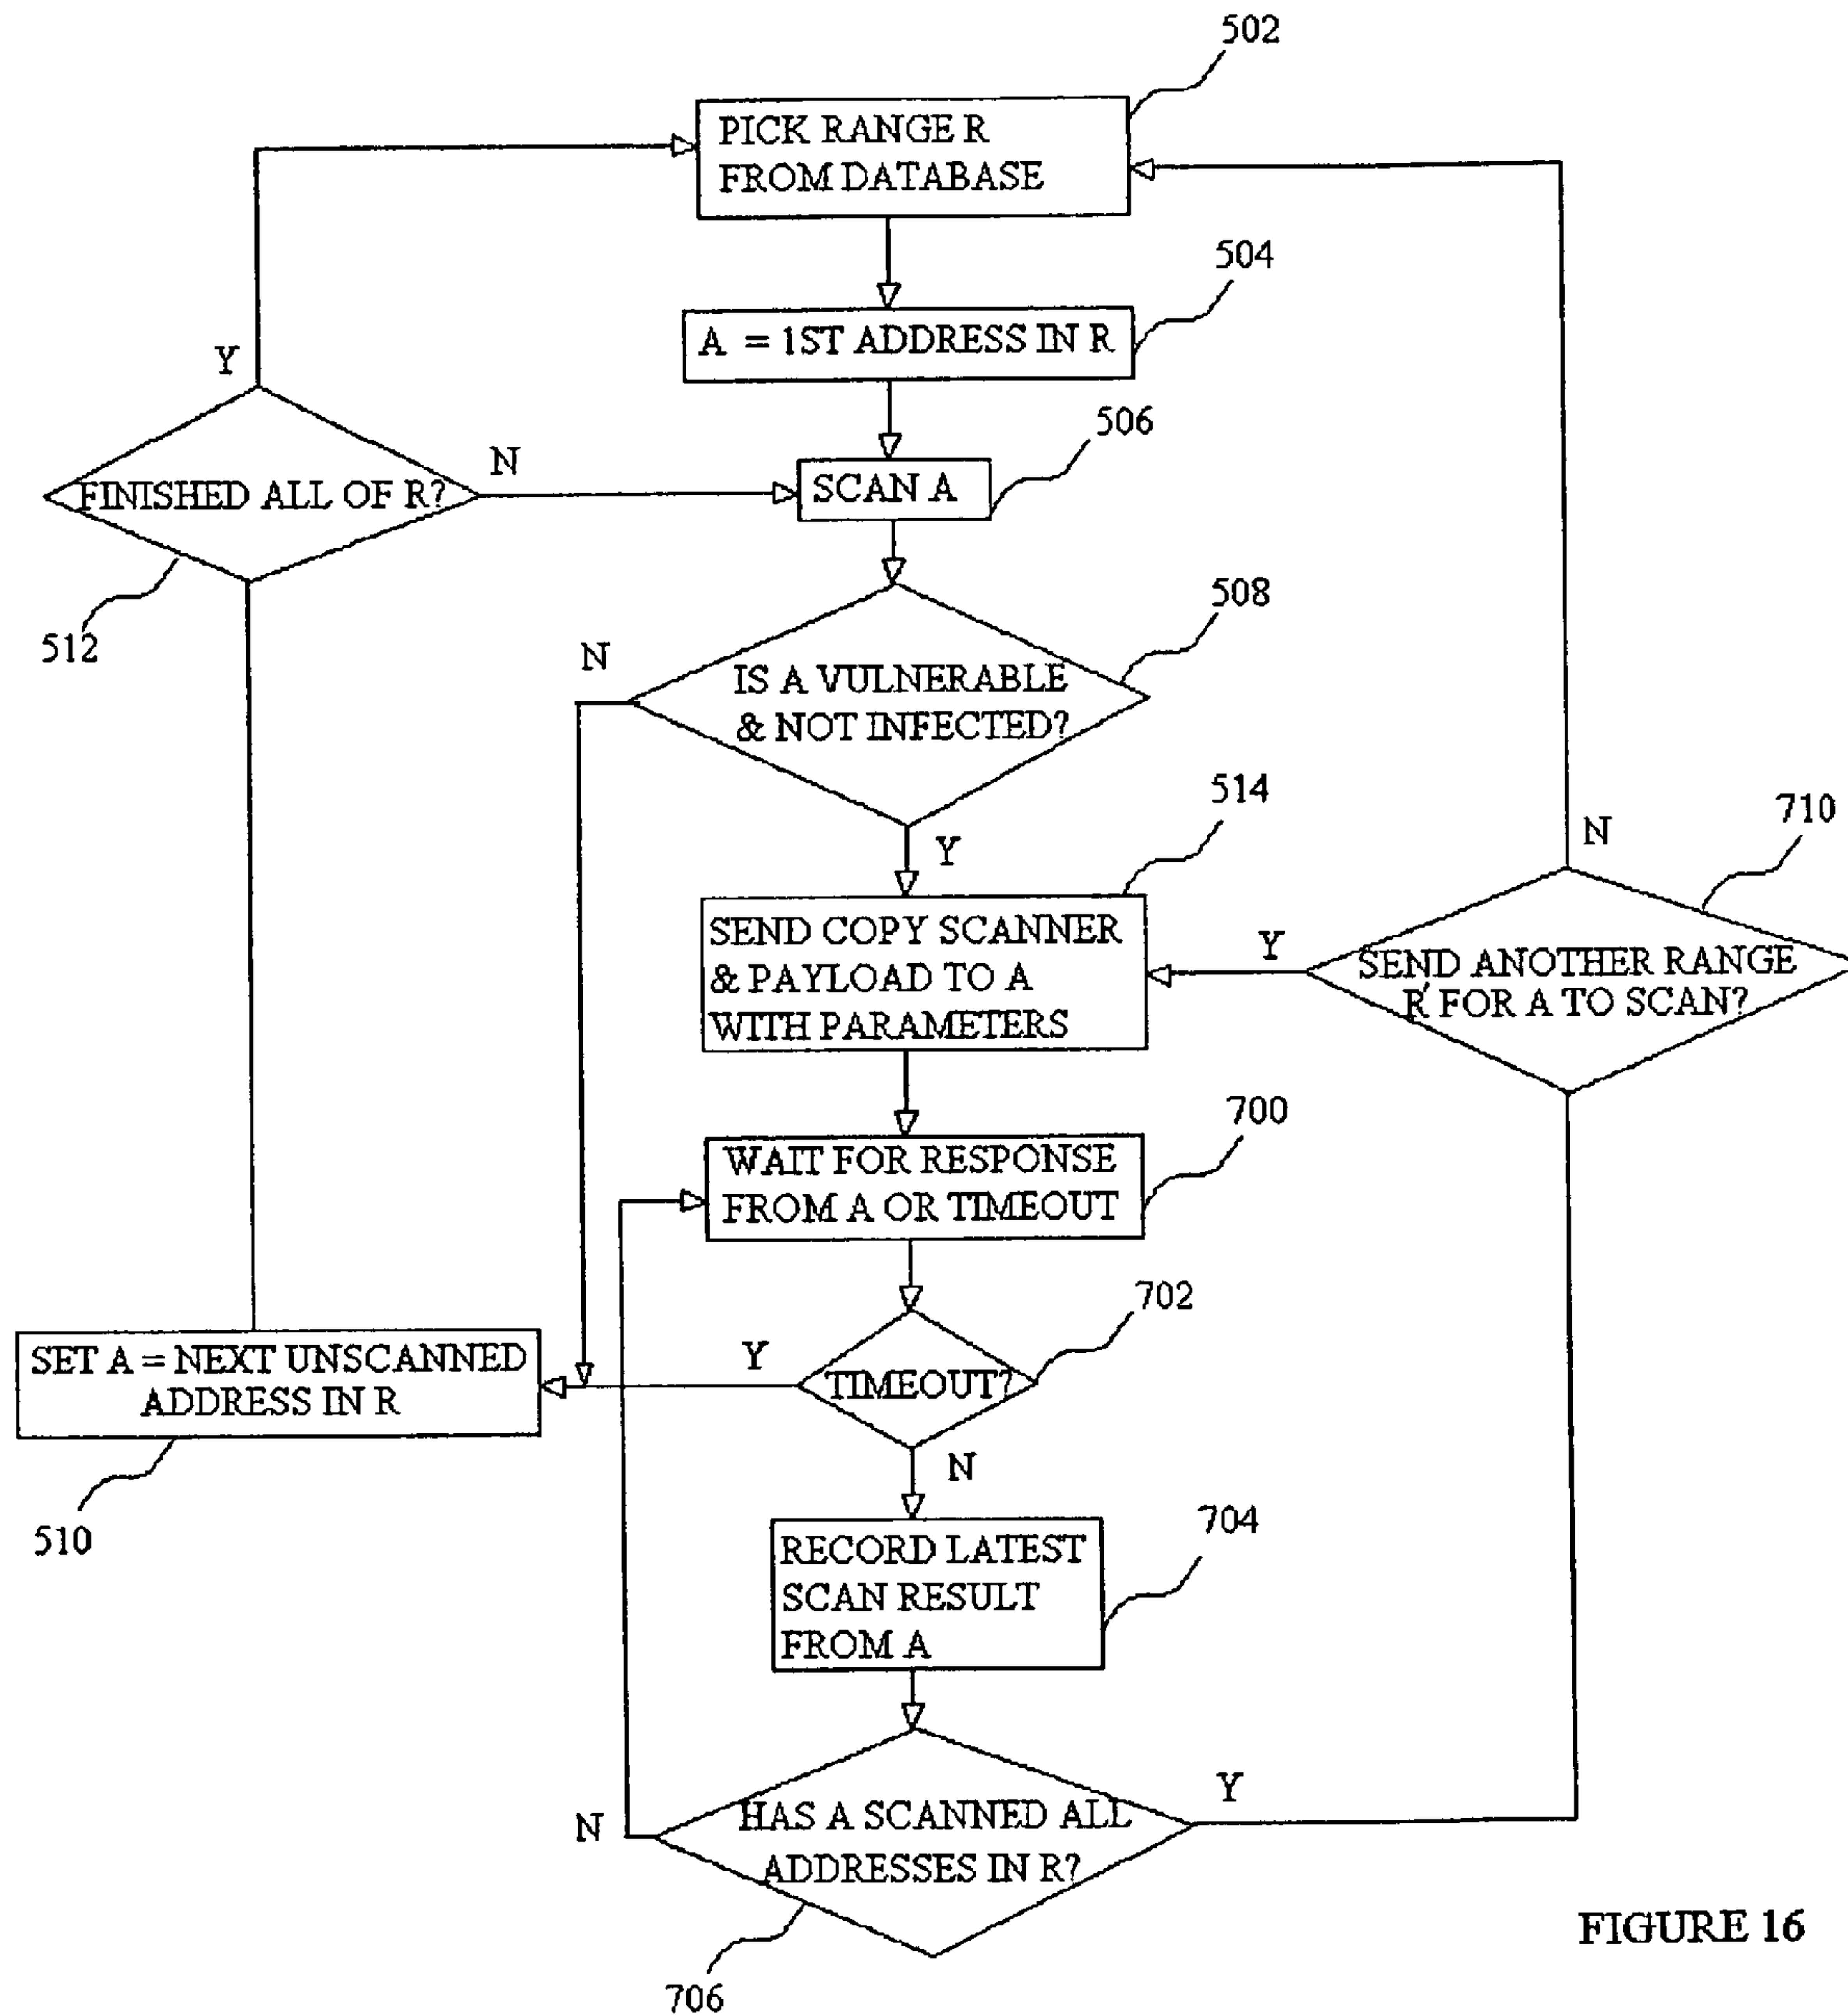 502
PICK RANGE R
FROM DATABASE
504
A = 1ST ADDRESS IN R
Y
506
FINISHED ALL OF R?
N
SCAN A
512
508
N
IS A VULNERABLE
& NOT INFECTED?
514
Y
710
N
SEND COPY SCANNER
& PAYLOAD TO A
WITH PARAMETERS
Y
SEND ANOTHER RANGE
R' FOR A TO SCAN?
700
WAIT FOR RESPONSE
FROM A OR TIMEOUT
702
SET A = NEXT UNSCANNED
ADDRESS IN R
Y
TIMEOUT?
N
510
704
RECORD LATEST
SCAN RESULT
FROM A
Y
N
HAS A SCANNED ALL
ADDRESSES IN R?
706
FIGURE 16